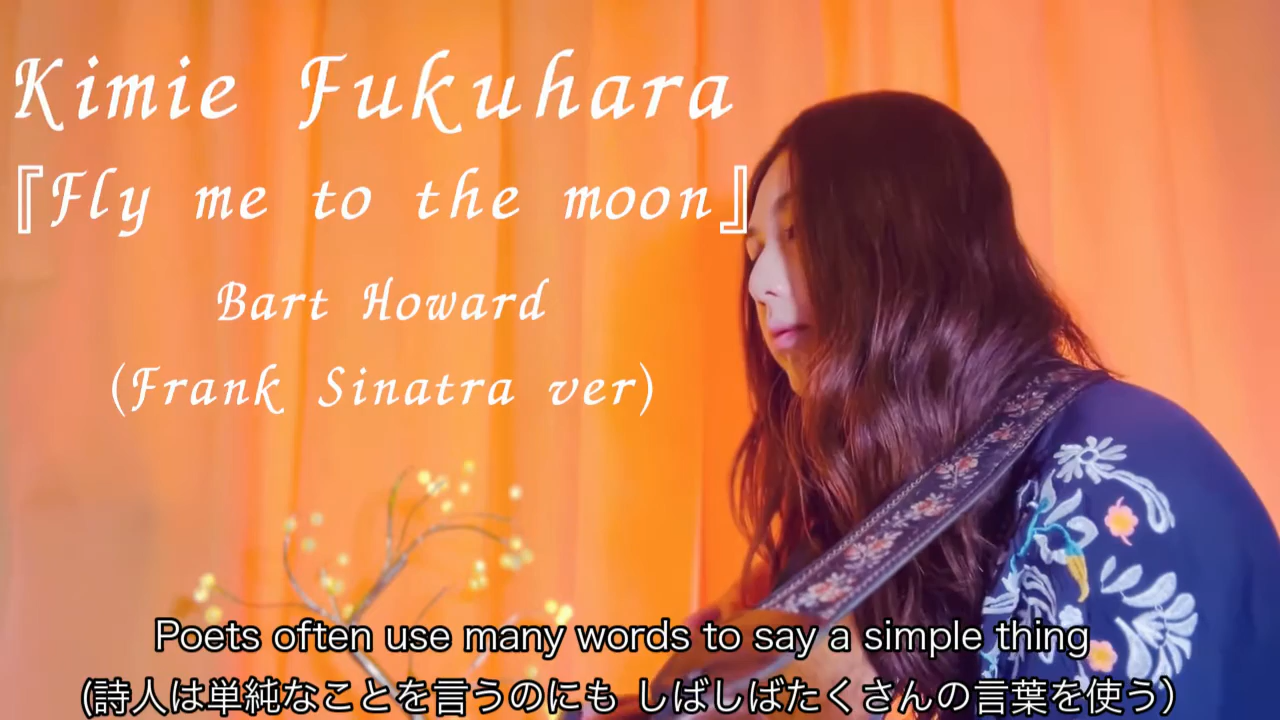 Kimie Fukuhara
『Fly me to the moon』
Bart Howard
(Frank Sinatra ver)
Poets often use many words to say a simple thing
(詩人は単純なことを言うのにも しばしばたくさんの言葉を使う)